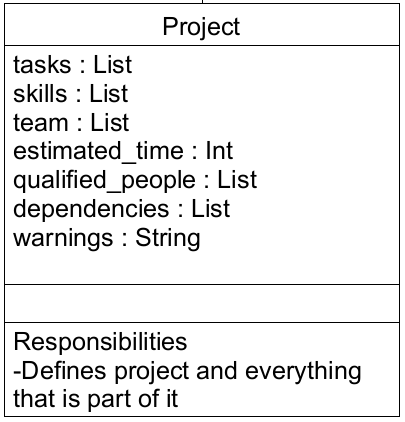 Project
tasks : List
skills : List
team : List
estimated_time : Int
qualified_people : List
dependencies : List
warnings : String
Responsibilities
-Defines project and everything
that is part of it